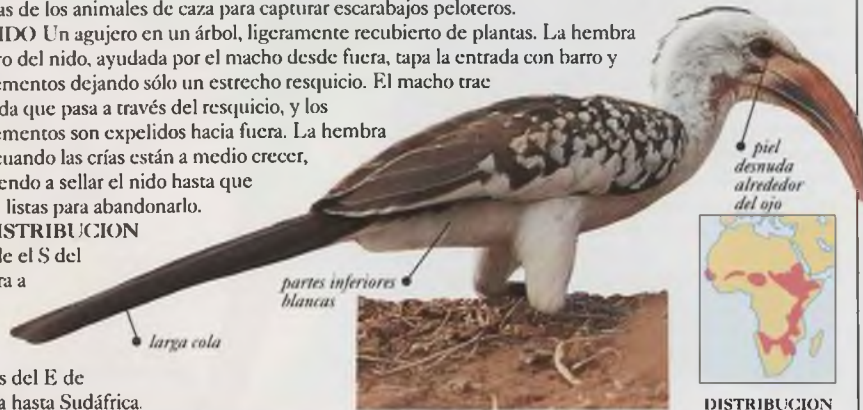 as de los animales de caza para capturar escarabajos peloteros.
IDO Un agujero en un árbol, ligeramente recubierto de plantas. La hembra
ro del nido, ayudada por el macho desde fuera, tapa la entrada con barro y
ementos dejando sólo un estrecho resquicio. El macho trae
da que pasa a través del resquicio, y los
ementos son expelidos hacia fuera. La hembra
cuando las crías están a medio crecer,
endo a sellar el nido hasta que
listas para abandonarlo.
ISTRIBUCION
le el S del
ra a
s del E de
a hasta Sudáfrica.
piel
desnuda
alrededor
del ojo
partes inferiores
blancas
larga cola
DISTRIBUCION